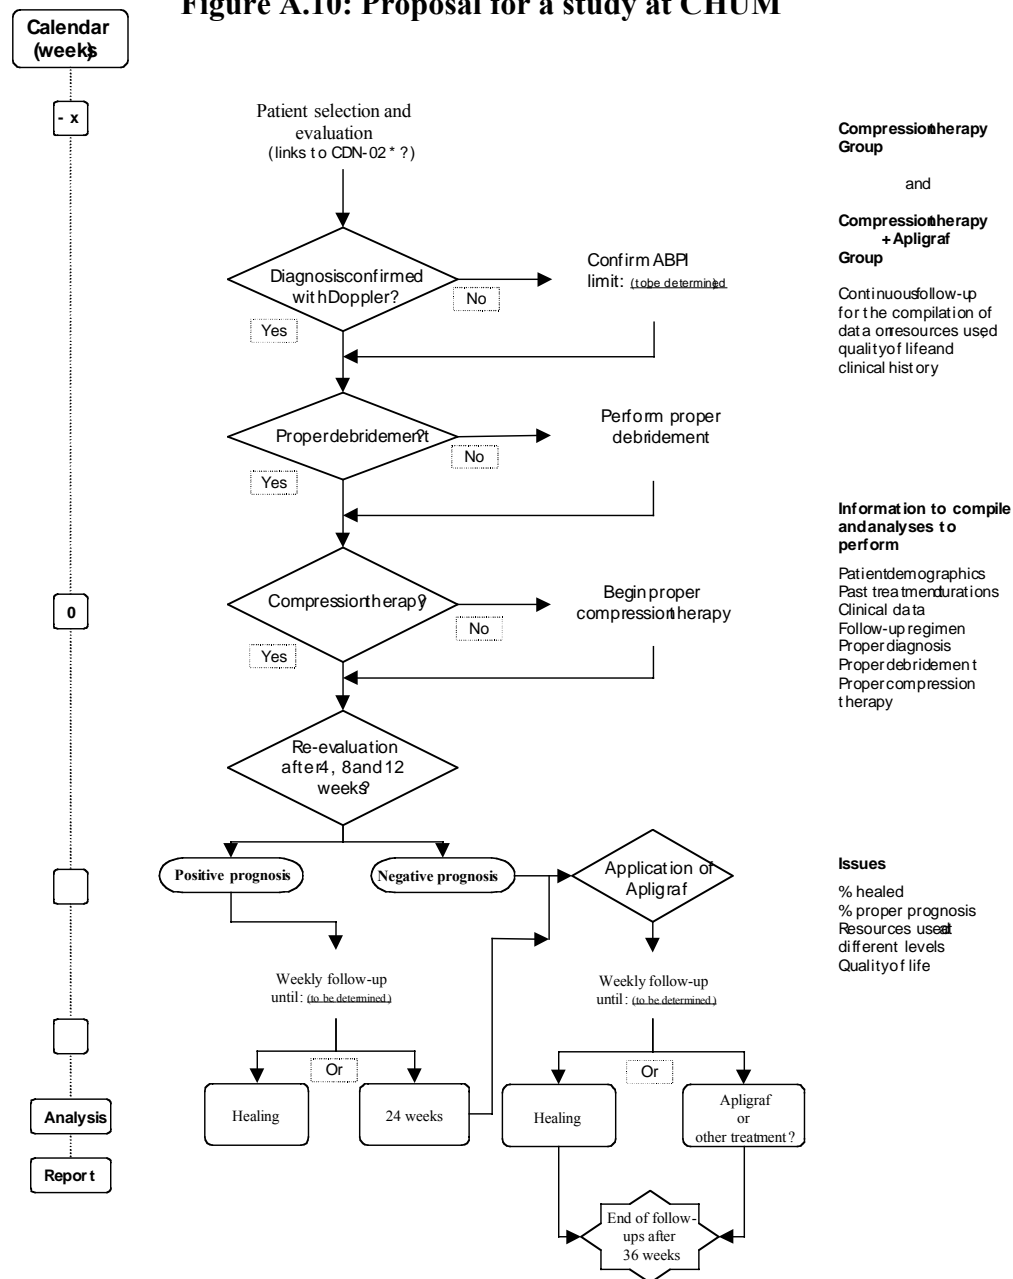 Figure A.10: Proposal for a study at CHUM
Calendar
(weeks)
- x
Patient selection and
evaluation
(links to CDN-02 * ?)
Compression therapy
Group
and
Compression therapy
+ Apligraf
Group
Continuous follow-up
for the compilation of
data on resources used,
quality of life and
clinical history
Diagnosis confirmed
with Doppler?
No
Yes
Confirm ABPI
limit: (to be determined)
Proper debridement?
No
Yes
Perform proper
debridement
Information to compile
and analyses to
perform
Patient demographics
Past treatment durations
Clinical data
Follow-up regimen
Proper diagnosis
Proper debridement
Proper compression
therapy
0
Compression therapy?
No
Yes
Begin proper
compression therapy
Re-evaluation
after 4, 8 and 12
weeks?
Positive prognosis
Negative prognosis
Application of
Apligraf
Issues
% healed
% proper prognosis
Resources used at
different levels
Quality of life
Weekly follow-up
until: (to be determined)
Weekly follow-up
until: (to be determined)
Or
Or
Healing
24 weeks
Healing
Apligraf
or
other treatment?
Analysis
Report
End of follow-
ups after
36 weeks